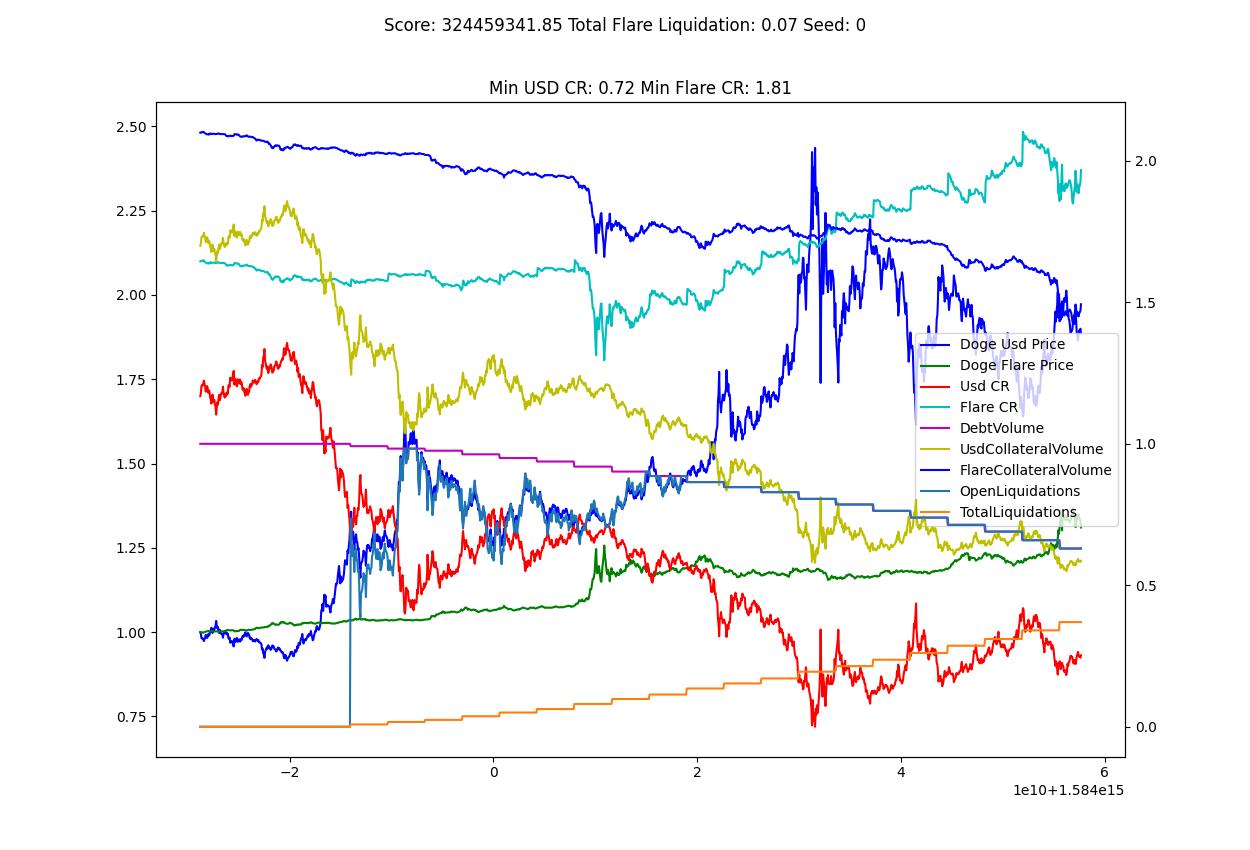 Score: 324459341.85 Total Flare Liquidation: 0.07 Seed: 0
Min USD CR: 0.72 Min Flare CR: 1.81
2.50
2.25
2.00
1.75
1.50
1.25
1.00
0.75
2.0
1.5
1.0
0.5
0.0
Doge Usd Price
Doge Flare Price
Usd CR
Flare CR
DebtVolume
UsdCollateralVolume
FlareCollateralVolume
OpenLiquidations
TotalLiquidations
−2 0 2 4 6
1e10+1.584e15